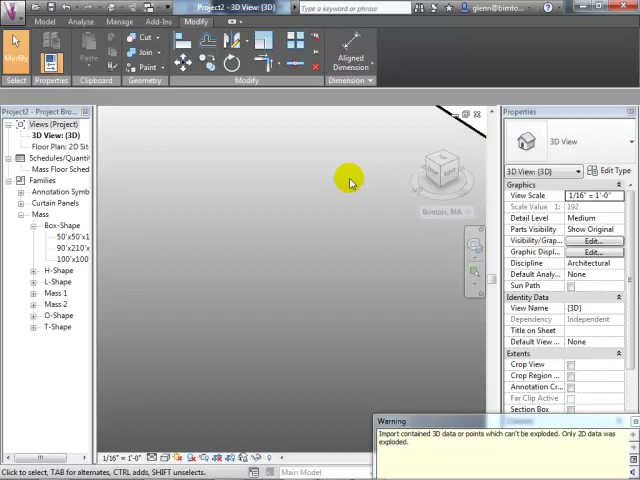 Project2 - 3D View: {3D}
Type a keyword or phrase
glenn@bimto...
Model
Analyze
Manage
Add-Ins
Modify
Modify
Paste
Cut
Join
Paint
Aligned
Dimension
Select
Properties
Clipboard
Geometry
Modify
Dimension
Project2 - Project Bro...
Views (Project)
3D View: {3D}
Floor Plan: 2D Sit
Schedules/Quantit
Mass Floor Sched
Families
Annotation Symb
Curtain Panels
Mass
Box-Shape
50'x50'x1
90'x210'x
100'x100
H-Shape
L-Shape
Mass 1
Mass 2
O-Shape
T-Shape
Boston, MA
Properties
3D View
3D View: {3D}
Edit Type
Graphics
View Scale
1/16" = 1'-0"
Scale Value 1:
192
Detail Level
Medium
Parts Visibility
Show Original
Visibility/Grap...
Edit...
Graphic Displ...
Edit...
Discipline
Architectural
Default Analy...
None
Sun Path
Identity Data
View Name
{3D}
Dependency
Independent
Title on Sheet
Default View ...
None
Extents
Crop View
Crop Region ...
Annotation Cr...
Far Clip Active
Section Box
Warning
Import contained 3D data or points which can't be exploded. Only 2D data was
exploded.
1/16" = 1'-0"
Click to select, TAB for alternates, CTRL adds, SHIFT unselects.
Main Model